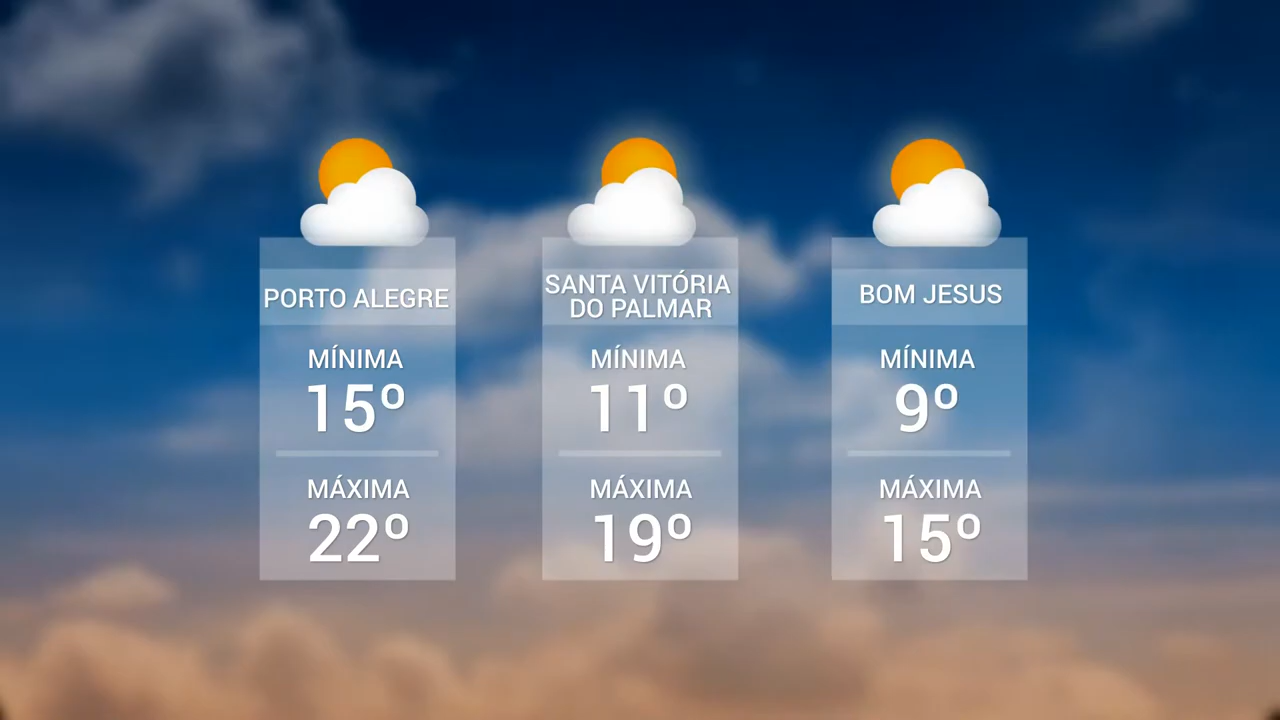 PORTO ALEGRE
MÍNIMA
15º
MÁXIMA
22º
SANTA VITÓRIA
DO PALMAR
MÍNIMA
11º
MÁXIMA
19º
BOM JESUS
MÍNIMA
9º
MÁXIMA
15º